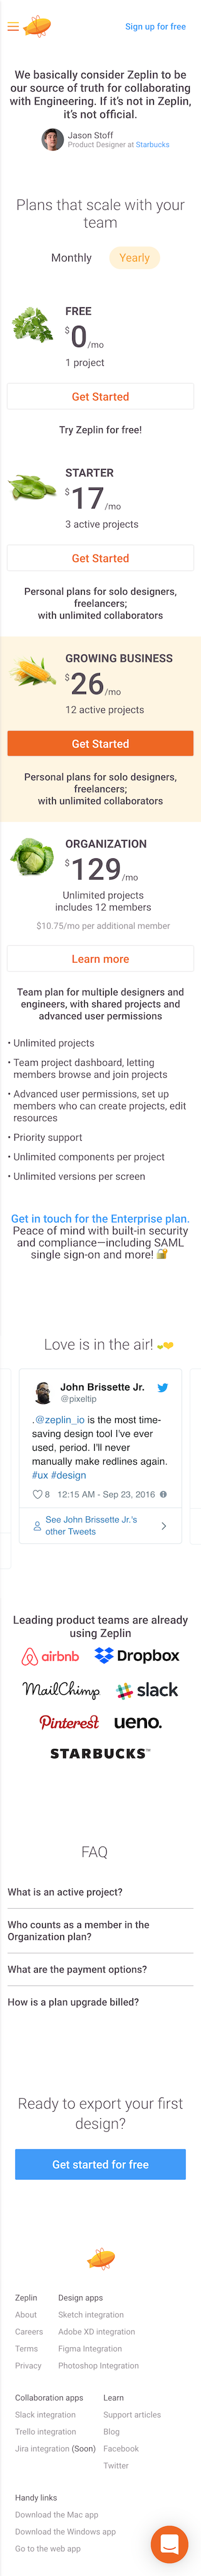 Sign up for free
We basically consider Zeplin to be
our source of truth for collaborating
with Engineering. If it's not in Zeplin,
it's not official.
Jason Stoff
Product Designer at Starbucks
Plans that scale with your
team
Monthly
Yearly
FREE
$0/mo
1 project
Get Started
Try Zeplin for free!
STARTER
$17/mo
3 active projects
Get Started
Personal plans for solo designers,
freelancers;
with unlimited collaborators
GROWING BUSINESS
$26/mo
12 active projects
Get Started
Personal plans for solo designers,
freelancers;
with unlimited collaborators
ORGANIZATION
$129/mo
Unlimited projects
includes 12 members
$10.75/mo per additional member
Learn more
Team plan for multiple designers and
engineers, with shared projects and
advanced user permissions
• Unlimited projects
• Team project dashboard, letting
members browse and join projects
• Advanced user permissions, set up
members who can create projects, edit
resources
• Priority support
• Unlimited components per project
• Unlimited versions per screen
Get in touch for the Enterprise plan.
Peace of mind with built-in security
and compliance—including SAML
single sign-on and more! 🔐
Love is in the air! 💛💛
John Brissette Jr.
@pixeltip
.@zeplin_io is the most time-
saving design tool I've ever
used, period. I'll never
manually make redlines again.
#ux #design
8 12:15 AM - Sep 23, 2016
See John Brissette Jr.'s
other Tweets
Leading product teams are already
using Zeplin
airbnb
Dropbox
MailChimp
slack
Pinterest
ueno.
STARBUCKS™
FAQ
What is an active project?
Who counts as a member in the
Organization plan?
What are the payment options?
How is a plan upgrade billed?
Ready to export your first
design?
Get started for free
Zeplin
About
Careers
Terms
Privacy
Design apps
Sketch integration
Adobe XD integration
Figma Integration
Photoshop Integration
Collaboration apps
Slack integration
Trello integration
Jira integration (Soon)
Learn
Support articles
Blog
Facebook
Twitter
Handy links
Download the Mac app
Download the Windows app
Go to the web app